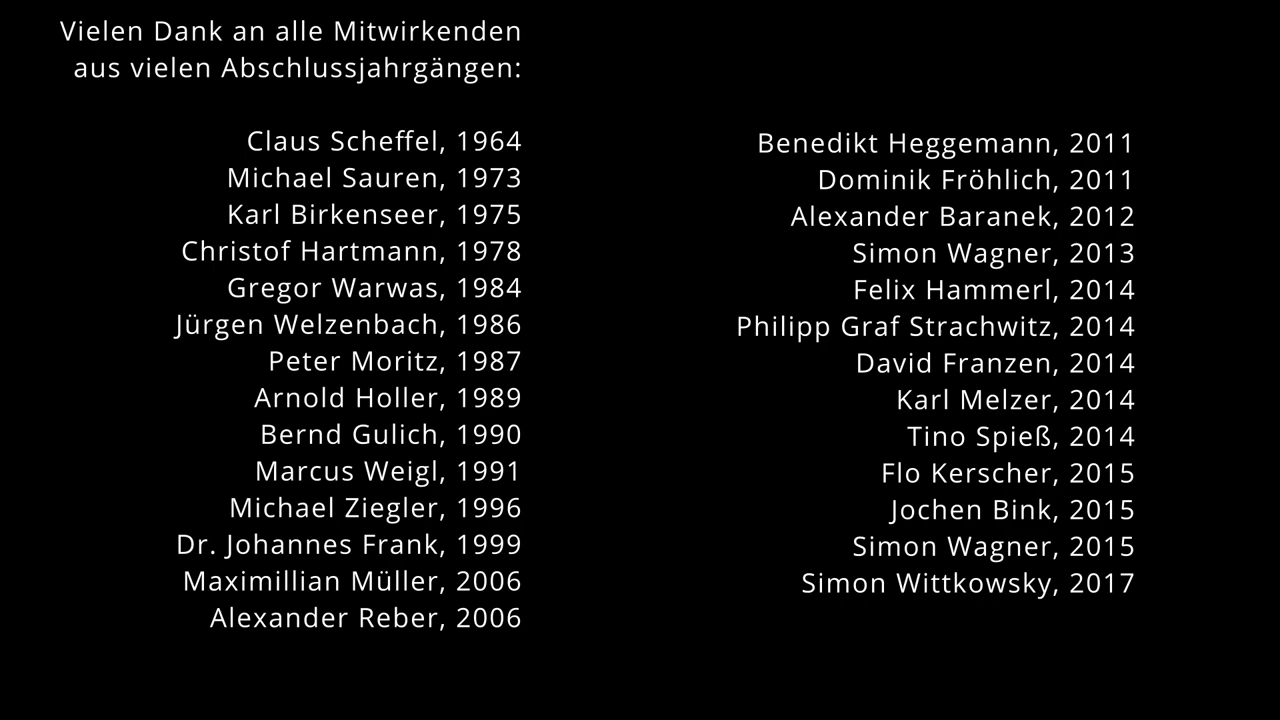 Vielen Dank an alle Mitwirkenden
aus vielen Abschlussjahrgängen:
Claus Scheffel, 1964
Michael Sauren, 1973
Karl Birkenseer, 1975
Christof Hartmann, 1978
Gregor Warwas, 1984
Jürgen Welzenbach, 1986
Peter Moritz, 1987
Arnold Holler, 1989
Bernd Gulich, 1990
Marcus Weigl, 1991
Michael Ziegler, 1996
Dr. Johannes Frank, 1999
Maximillian Müller, 2006
Alexander Reber, 2006
Benedikt Heggemann, 2011
Dominik Fröhlich, 2011
Alexander Baranek, 2012
Simon Wagner, 2013
Felix Hammerl, 2014
Philipp Graf Strachwitz, 2014
David Franzen, 2014
Karl Melzer, 2014
Tino Spieß, 2014
Flo Kerscher, 2015
Jochen Bink, 2015
Simon Wagner, 2015
Simon Wittkowsky, 2017